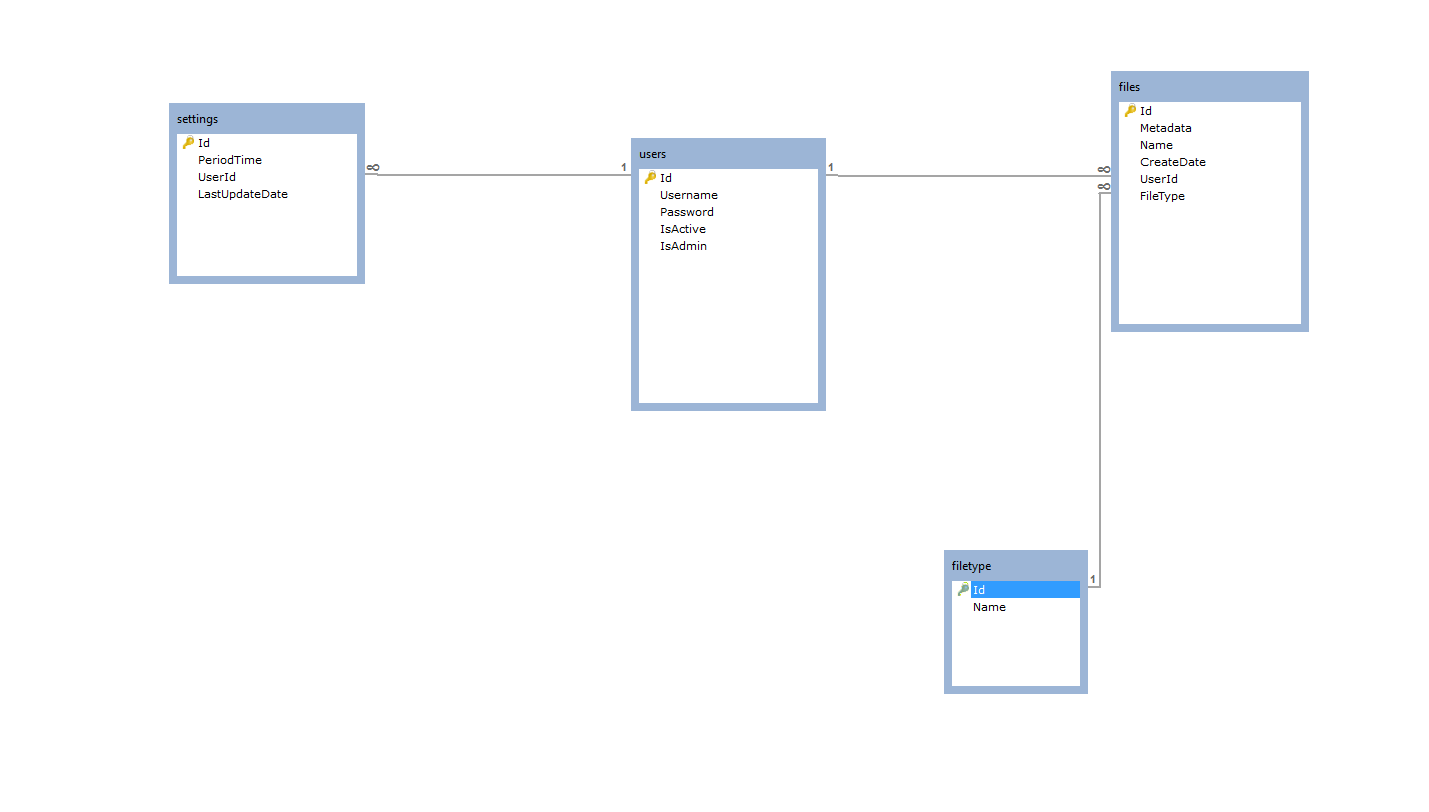 settings
Id
PeriodTime
UserId
LastUpdateDate
∞
1
users
Id
Username
Password
IsActive
IsAdmin
1
∞
∞
files
Id
Metadata
Name
CreateDate
UserId
FileType
filetype
Id
Name
1